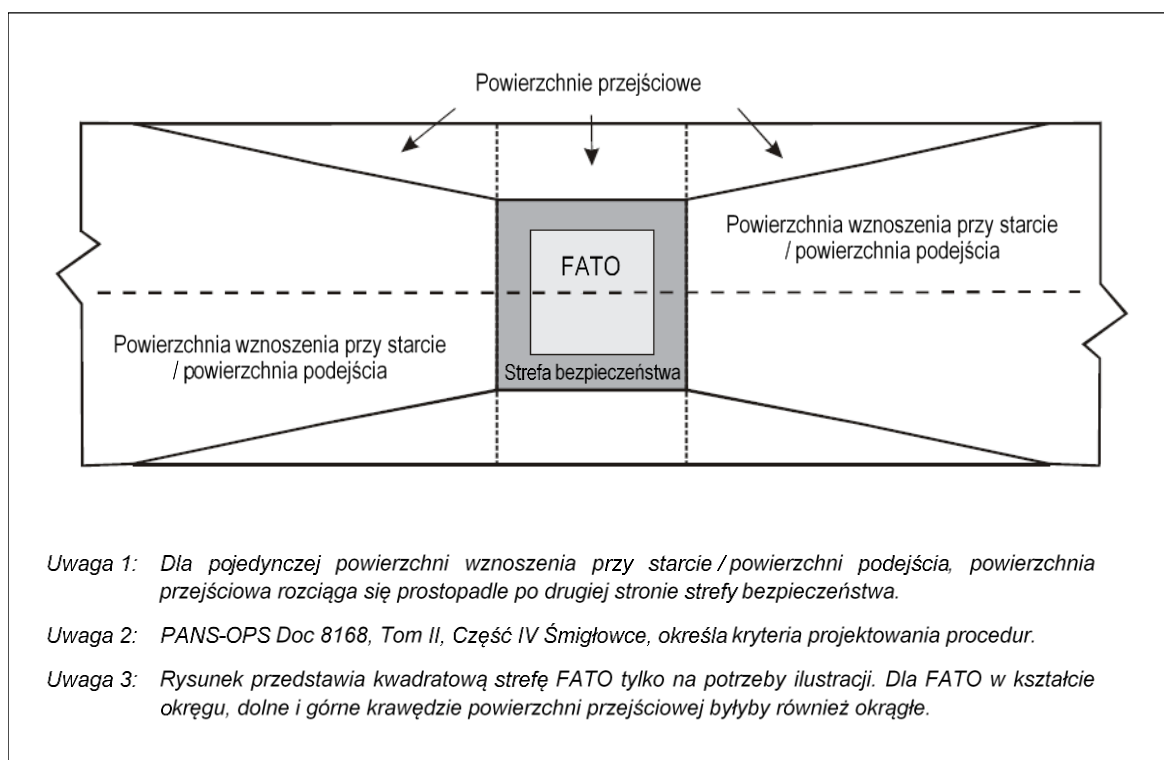 Powierzchnie przejściowe
Powierzchnia wznoszenia przy starcie
/ powierzchnia podejścia
FATO
Powierzchnia wznoszenia przy starcie
/ powierzchnia podejścia
Strefa bezpieczeństwa
Uwaga 1: Dla pojedynczej powierzchni wznoszenia przy starcie / powierzchni podejścia, powierzchnia
przejściowa rozciąga się prostopadle po drugiej stronie strefy bezpieczeństwa.
Uwaga 2: PANS-OPS Doc 8168, Tom II, Część IV Śmigłowce, określa kryteria projektowania procedur.
Uwaga 3: Rysunek przedstawia kwadratową strefę FATO tylko na potrzeby ilustracji. Dla FATO w kształcie
okręgu, dolne i górne krawędzie powierzchni przejściowej byłyby również okrągłe.